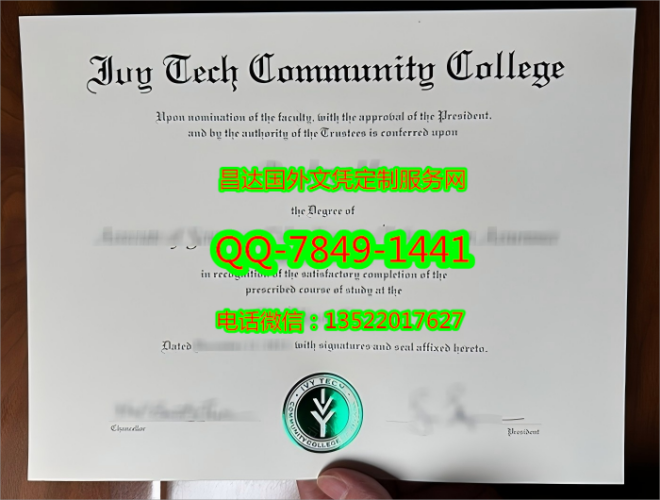 Ivy Tech Community College
Upon nomination of the faculty, with the approval of the President,
and by the authority of the Trustees is conferred upon
昌达国外文凭定制服务网
the Degree of
QQ-7849-1441
in recognition of the satisfactory completion of the
prescribed course of study at the
电话微信：13522017627
Dated
with signatures and seal affixed hereto.
IVY TECH
COMMUNITY COLLEGE
Chancellor
President